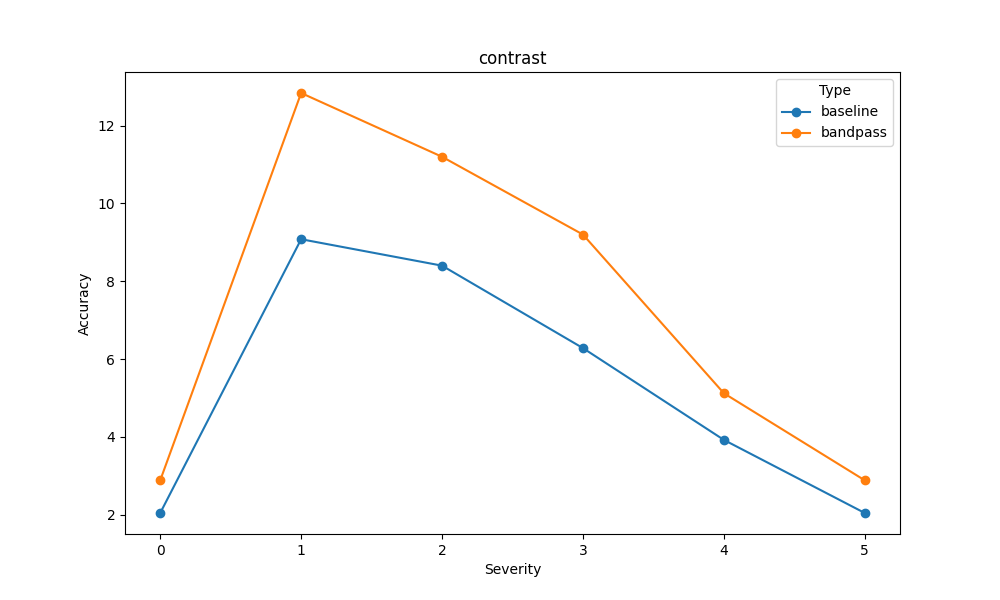 contrast
Type
baseline
bandpass
12
10
8
6
4
2
Accuracy
0 1 2 3 4 5
Severity